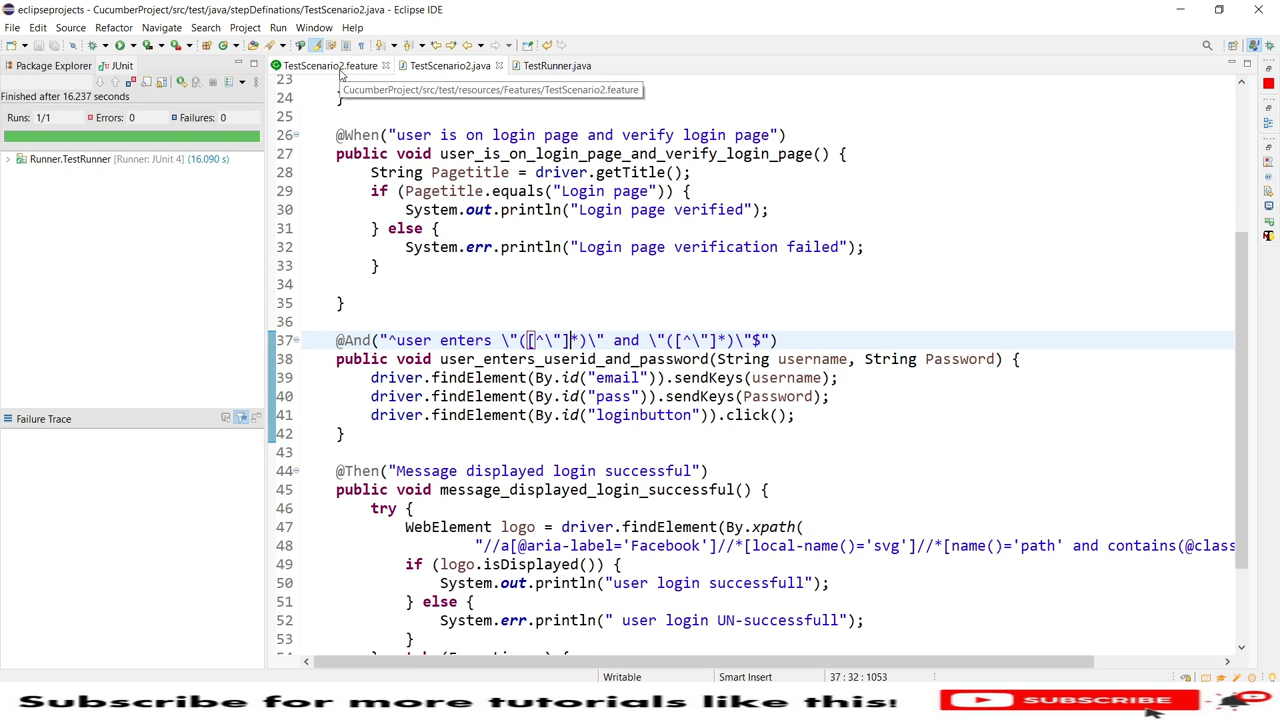 eclipseprojects - CucumberProject/src/test/java/stepDefinations/TestScenario2.java - Eclipse IDE
File Edit Source Refactor Navigate Search Project Run Window Help
Package Explorer JUnit
TestScenario2.feature TestScenario2.java TestRunner.java
CucumberProject/src/test/resources/Features/TestScenario2.feature
Finished after 16.237 seconds
Runs: 1/1 Errors: 0 Failures: 0
Runner.TestRunner [Runner: JUnit 4] (16.090 s)
Failure Trace
23
24 }
25
26 @When("user is on login page and verify login page")
27 public void user_is_on_login_page_and_verify_login_page() {
28 String Pagetitle = driver.getTitle();
29 if (Pagetitle.equals("Login page")) {
30 System.out.println("Login page verified");
31 } else {
32 System.err.println("Login page verification failed");
33 }
34
35 }
36
37 @And("^user enters \"([^\"]*)\" and \"([^\"]*)\"$")
38 public void user_enters_userid_and_password(String username, String Password) {
39 driver.findElement(By.id("email")).sendKeys(username);
40 driver.findElement(By.id("pass")).sendKeys(Password);
41 driver.findElement(By.id("loginbutton")).click();
42 }
43
44 @Then("Message displayed login successful")
45 public void message_displayed_login_successful() {
46 try {
47 WebElement logo = driver.findElement(By.xpath(
48 "//a[@aria-label='Facebook']//*[local-name()='svg']//*[name()='path' and contains(@class
49 if (logo.isDisplayed()) {
50 System.out.println("user login successfull");
51 } else {
52 System.err.println(" user login UN-successfull");
53 }
Writable Smart Insert 37 : 32 : 1053
Subscribe for more tutorials like this! SUBSCRIBE